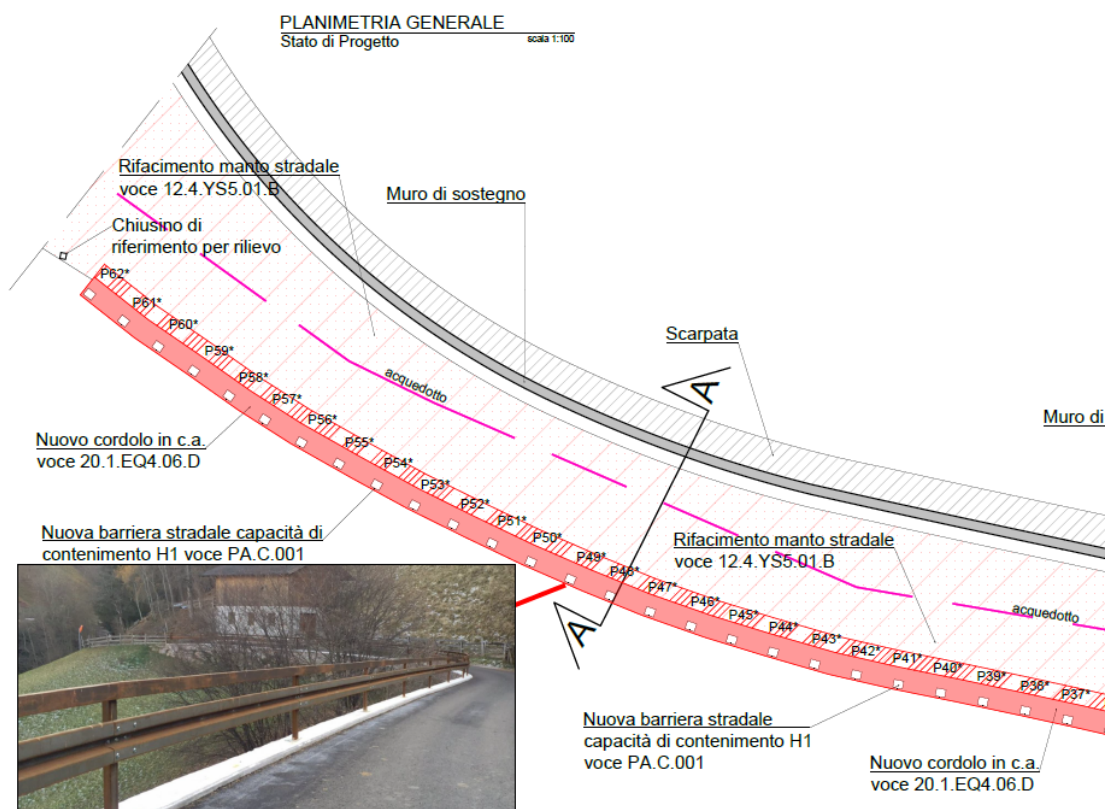 PLANIMETRIA GENERALE
Stato di Progetto
scala 1:100
Rifacimento manto stradale
voce 12.4.YS5.01.B
Muro di sostegno
Chiusino di
riferimento per rilievo
P62*
P61*
P60*
P59*
P58*
P57*
P56*
P55*
P54*
P53*
P52*
P51*
P50*
P49*
P48*
P47*
P46*
P45*
P44*
P43*
P42*
P41*
P40*
P39*
P38*
P37*
acquedotto
Scarpata
A
Muro di
Nuovo cordolo in c.a.
voce 20.1.EQ4.06.D
Nuova barriera stradale capacità di
contenimento H1 voce PA.C.001
Rifacimento manto stradale
voce 12.4.YS5.01.B
acquedotto
A
Nuova barriera stradale
capacità di contenimento H1
voce PA.C.001
Nuovo cordolo in c.a.
voce 20.1.EQ4.06.D